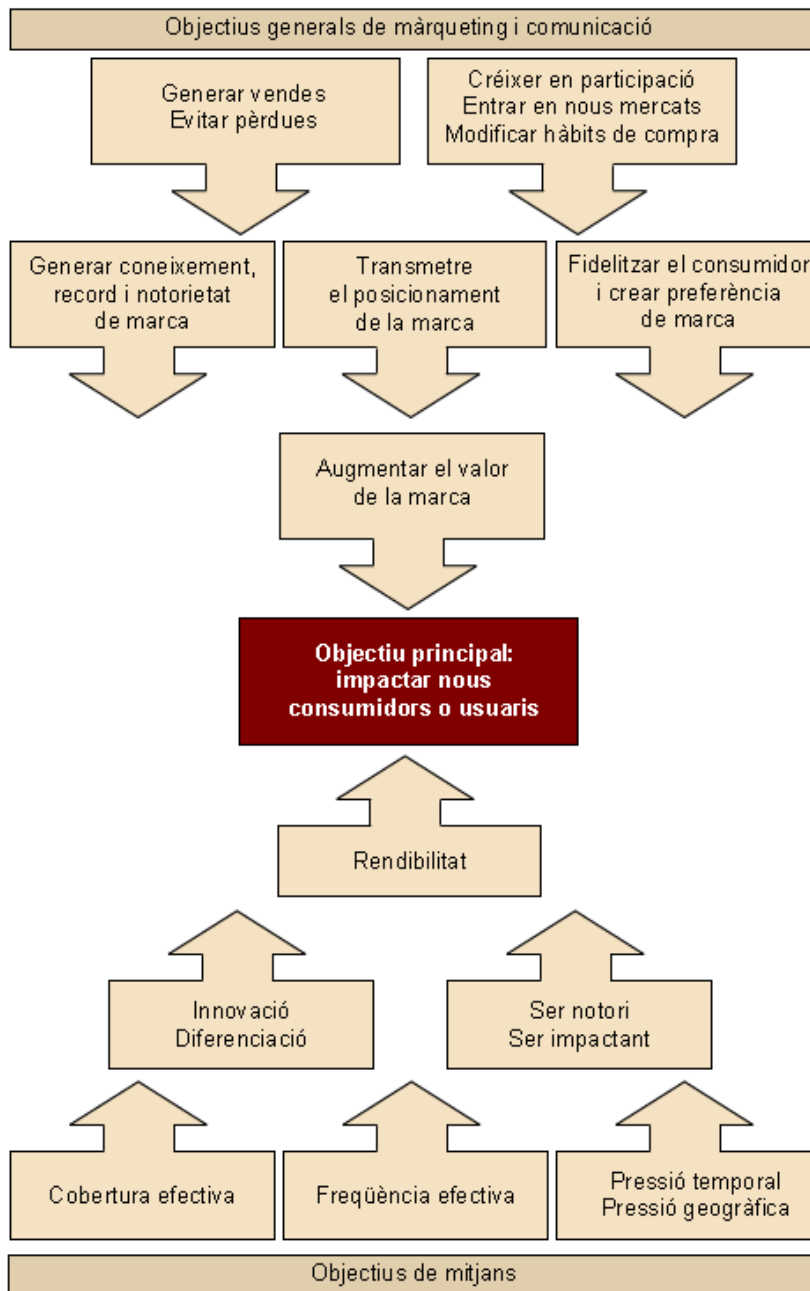 Objectius generals de màrqueting i comunicació
Generar vendes
Evitar pèrdues
Créixer en participació
Entrar en nous mercats
Modificar hàbits de compra
Generar coneixement,
record i notorietat
de marca
Transmetre
el posicionament
de la marca
Fidelitzar el consumidor
i crear preferència
de marca
Augmentar el valor
de la marca
Objectiu principal:
impactar nous
consumidors o usuaris
Rendibilitat
Innovació
Diferenciació
Ser notori
Ser impactant
Cobertura efectiva
Freqüència efectiva
Pressió temporal
Pressió geogràfica
Objectius de mitjans